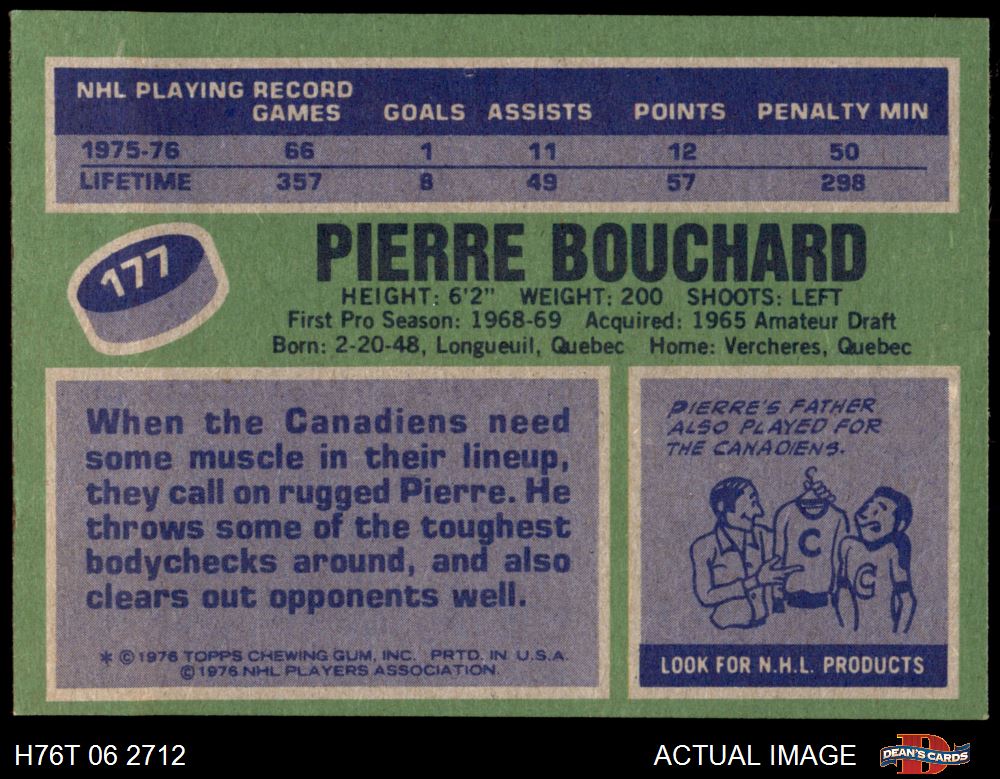 NHL PLAYING RECORD
GAMES GOALS ASSISTS POINTS PENALTY MIN
1975-76 66 1 11 12 50
LIFETIME 357 8 49 57 298
177
PIERRE BOUCHARD
HEIGHT: 6'2" WEIGHT: 200 SHOOTS: LEFT
First Pro Season: 1968-69 Acquired: 1965 Amateur Draft
Born: 2-20-48, Longueuil, Quebec Home: Vercheres, Quebec
When the Canadiens need
some muscle in their lineup,
they call on rugged Pierre. He
throws some of the toughest
bodychecks around, and also
clears out opponents well.
* © 1976 TOPPS CHEWING GUM, INC. PRTD. IN U.S.A.
© 1976 NHL PLAYERS ASSOCIATION.
PIERRE'S FATHER
ALSO PLAYED FOR
THE CANADIENS.
C
C
LOOK FOR N.H.L. PRODUCTS
H76T 06 2712
ACTUAL IMAGE
D
DEAN'S CARDS